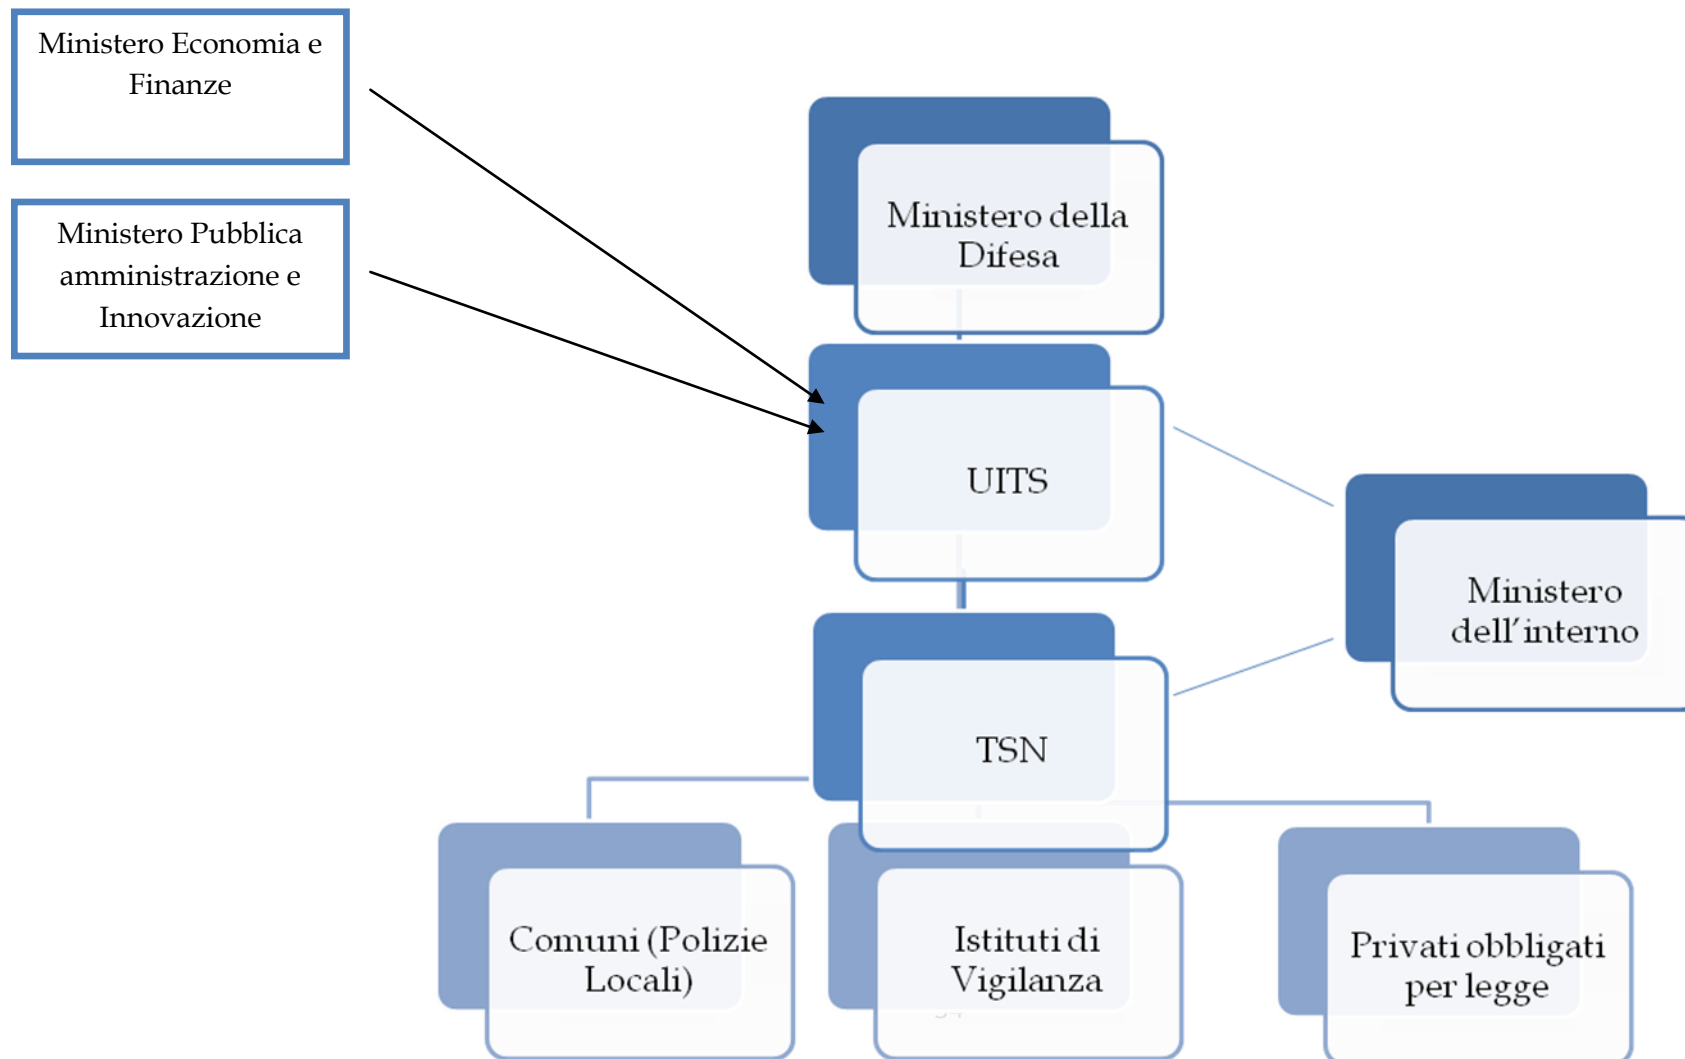 Ministero Economia e
Finanze
Ministero Pubblica
amministrazione e
Innovazione
Ministero della
Difesa
UITS
Ministero
dell'interno
TSN
Comuni (Polizie
Locali)
Istituti di
Vigilanza
Privati obbligati
per legge